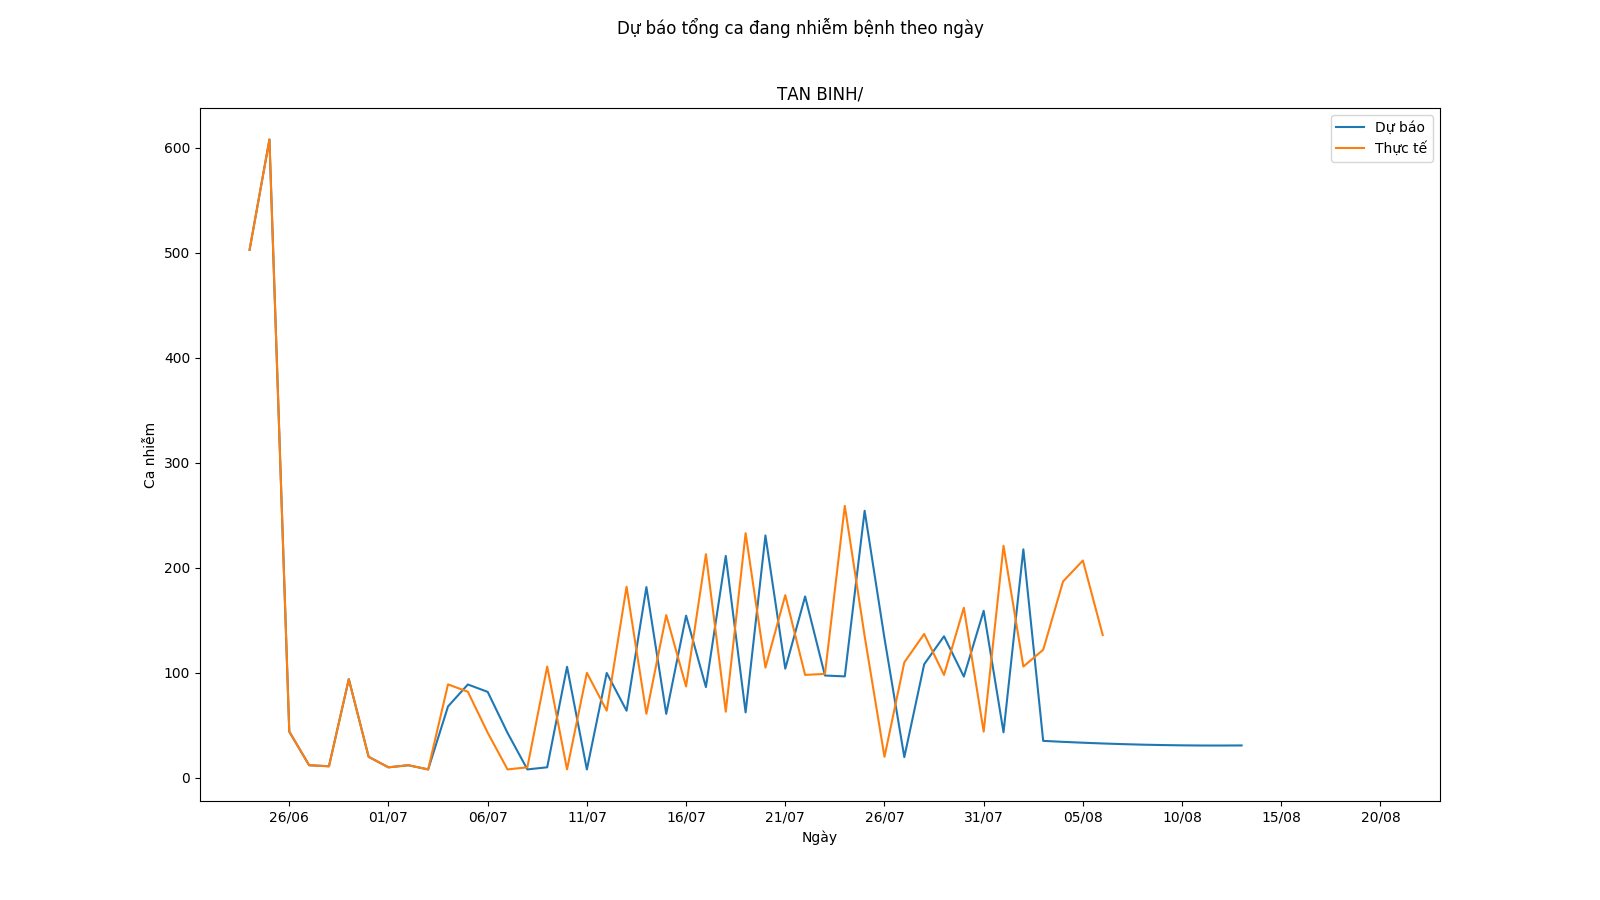 Dự báo tổng ca đang nhiễm bệnh theo ngày
TAN BINH/
Dự báo
Thực tế
600
500
400
300
200
100
0
Ca nhiễm
26/06 01/07 06/07 11/07 16/07 21/07 26/07 31/07 05/08 10/08 15/08 20/08
Ngày